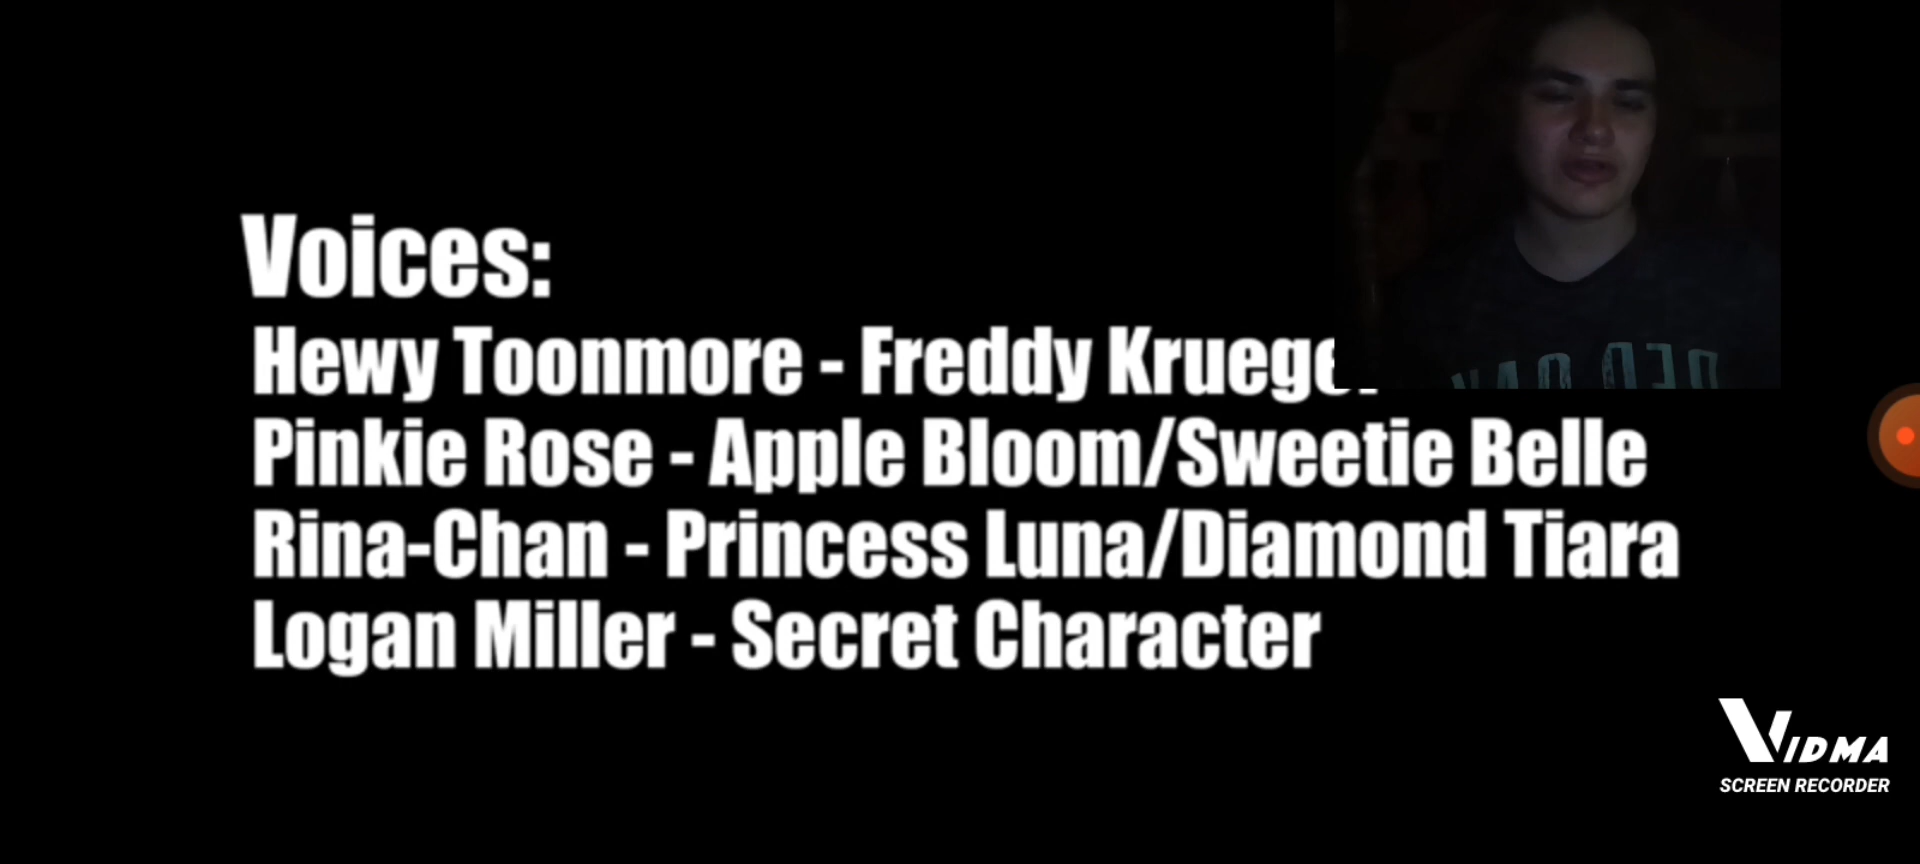 Voices:
Hewy Toonmore - Freddy Krueger
Pinkie Rose - Apple Bloom/Sweetie Belle
Rina-Chan - Princess Luna/Diamond Tiara
Logan Miller - Secret Character
VIDMA
SCREEN RECORDER